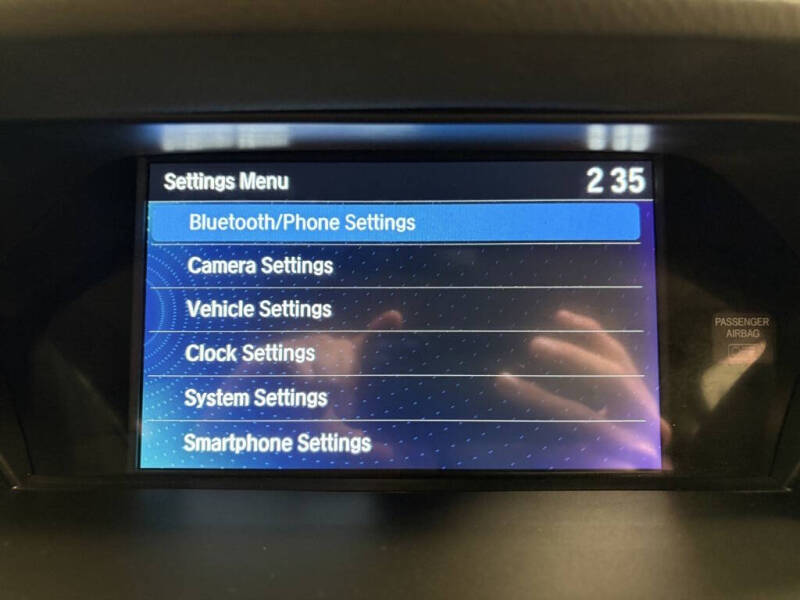 Settings Menu
2 35
Bluetooth/Phone Settings
Camera Settings
Vehicle Settings
Clock Settings
System Settings
Smartphone Settings
PASSENGER
AIRBAG